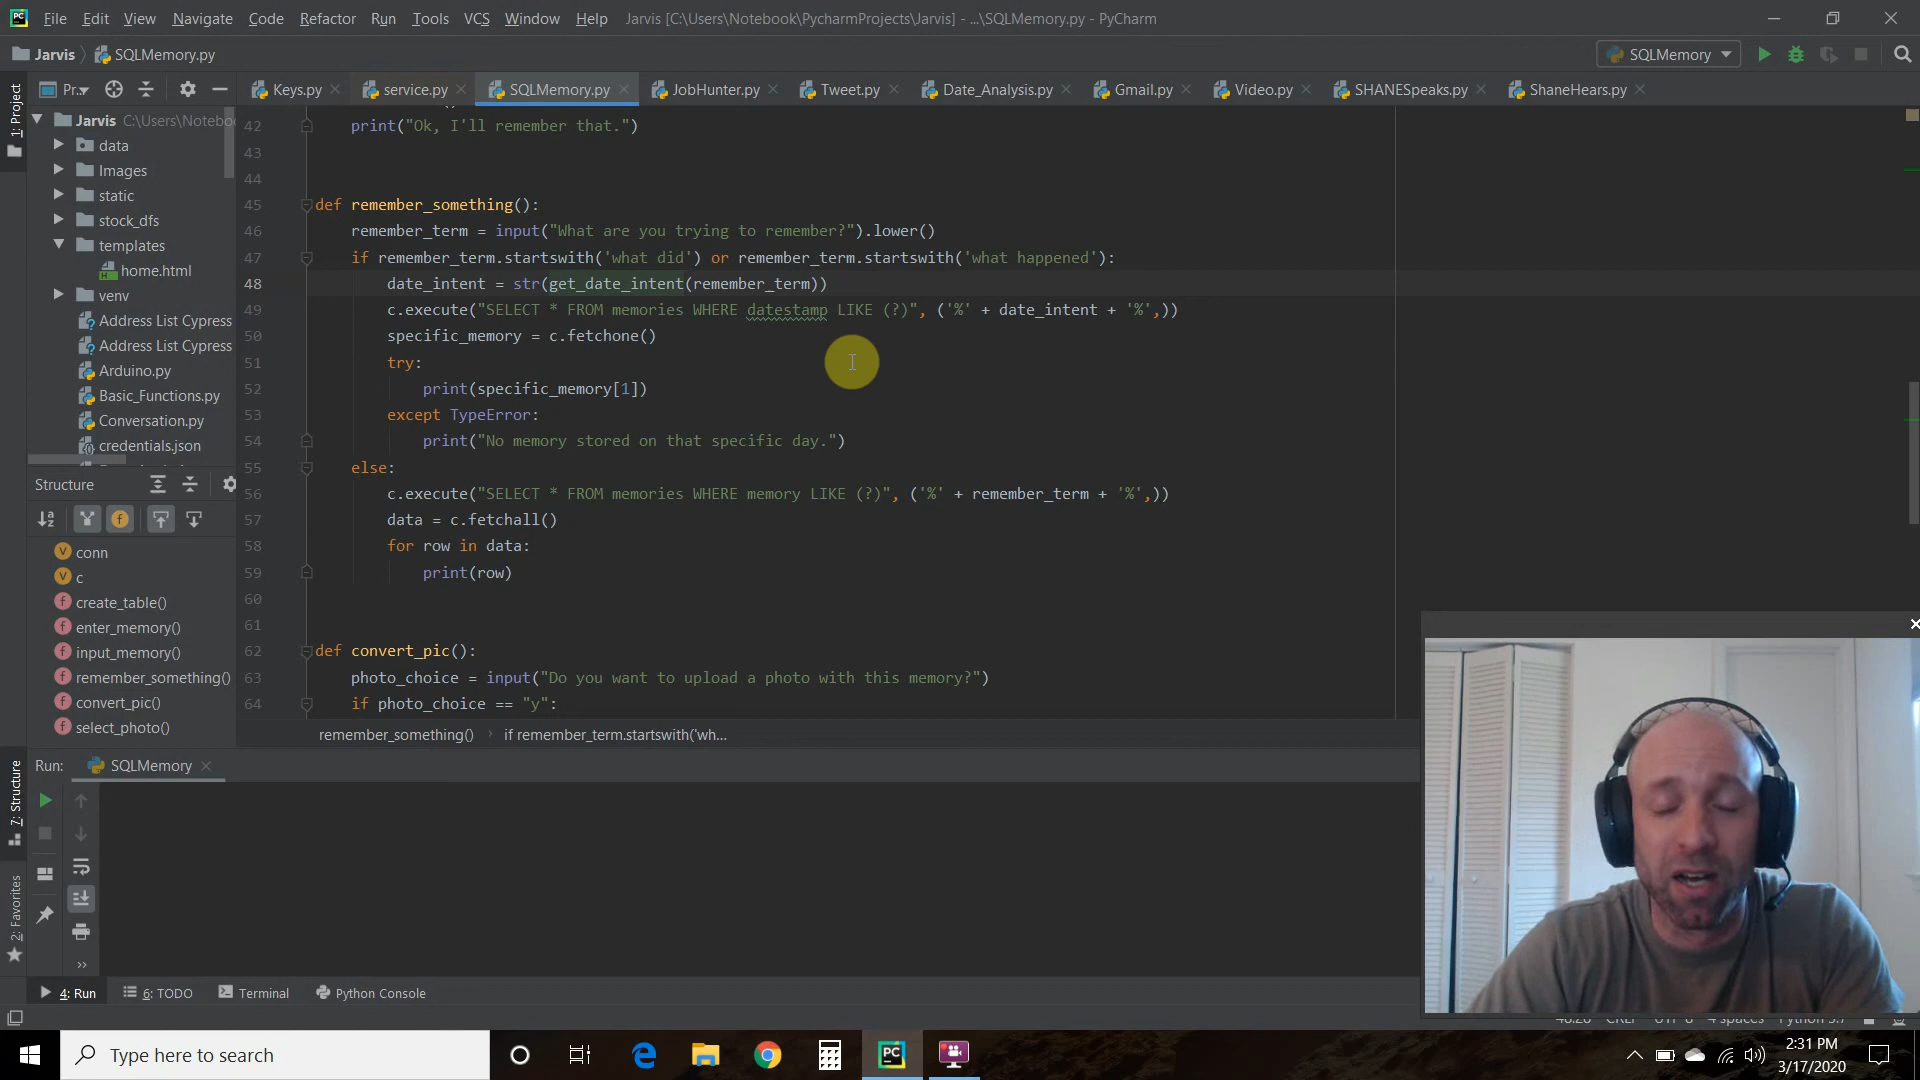 File Edit View Navigate Code Refactor Run Tools VCS Window Help Jarvis [C:\Users\Notebook\PycharmProjects\Jarvis] - ...\SQLMemory.py - PyCharm
Jarvis SQLMemory.py SQLMemory
1: Project
Pr... Keys.py service.py SQLMemory.py JobHunter.py Tweet.py Date_Analysis.py Gmail.py Video.py SHANESpeaks.py ShaneHears.py
Jarvis C:\Users\Notebo
data
Images
static
stock_dfs
templates
home.html
venv
Address List Cypress
Address List Cypress
Arduino.py
Basic_Functions.py
Conversation.py
credentials.json
42 print("Ok, I'll remember that.")
43
44
45 def remember_something():
46 remember_term = input("What are you trying to remember?").lower()
47 if remember_term.startswith('what did') or remember_term.startswith('what happened'):
48 date_intent = str(get_date_intent(remember_term))
49 c.execute("SELECT * FROM memories WHERE datestamp LIKE (?)", ('%' + date_intent + '%',))
50 specific_memory = c.fetchone()
51 try:
52 print(specific_memory[1])
53 except TypeError:
54 print("No memory stored on that specific day.")
55 else:
56 c.execute("SELECT * FROM memories WHERE memory LIKE (?)", ('%' + remember_term + '%',))
57 data = c.fetchall()
58 for row in data:
59 print(row)
60
61
62 def convert_pic():
63 photo_choice = input("Do you want to upload a photo with this memory?")
64 if photo_choice == "y":
remember_something() if remember_term.startswith('wh...
Structure
conn
c
create_table()
enter_memory()
input_memory()
remember_something()
convert_pic()
select_photo()
7: Structure
2: Favorites
Run: SQLMemory
4: Run 6: TODO Terminal Python Console
Type here to search
2:31 PM
3/17/2020